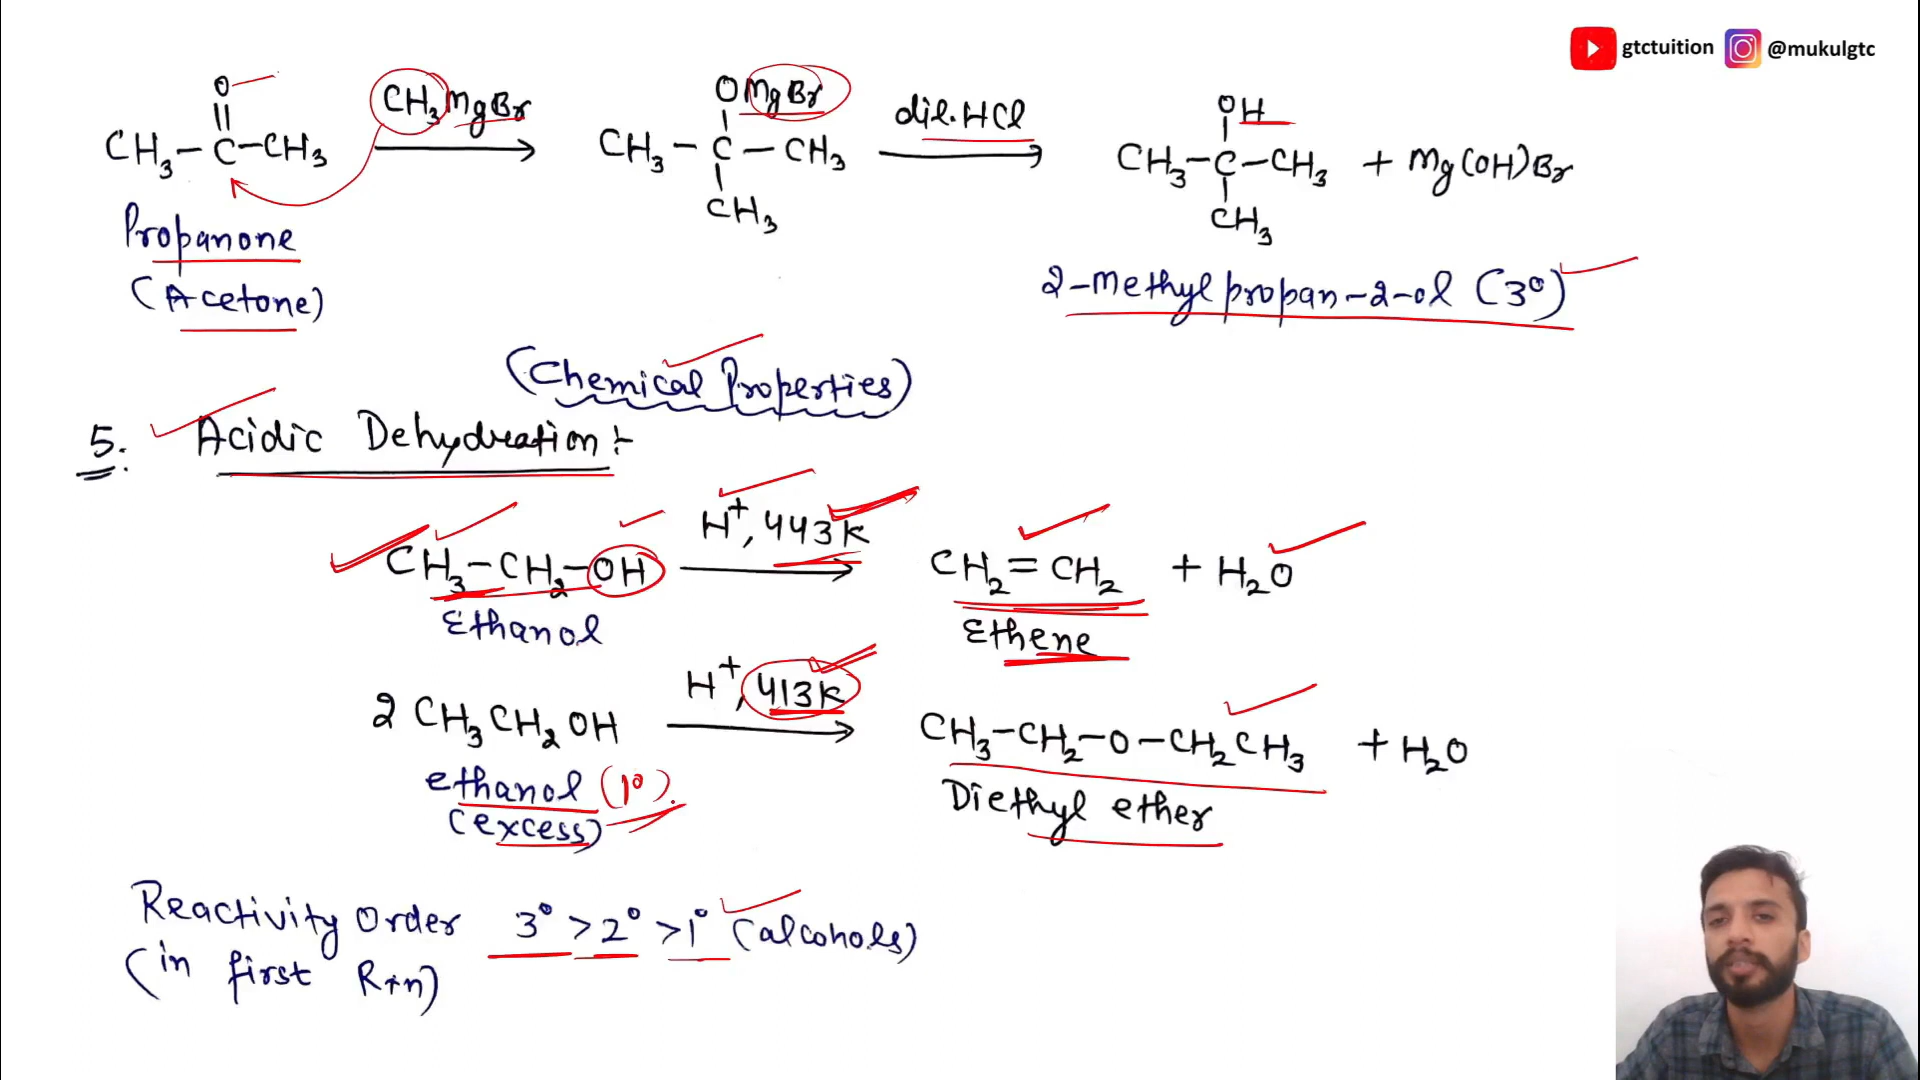 gtctuition @mukulgtc
O
||
CH₃–C–CH₃
CH₃MgBr
OMgBr
CH₃–C–CH₃
CH₃
dil.HCl
OH
CH₃–C–CH₃ + Mg(OH)Br
CH₃
Propanone
(Acetone)
2-methylpropan-2-ol (3°)
(Chemical Properties)
5. Acidic Dehydration:-
CH₃–CH₂–OH
H⁺, 443K
CH₂=CH₂ + H₂O
Ethanol
Ethene
2 CH₃CH₂OH
H⁺, 413K
CH₃–CH₂–O–CH₂CH₃ + H₂O
ethanol (1°).
(excess)
Diethyl ether
Reactivity Order 3° > 2° > 1° (alcohols)
(in first Rxn)